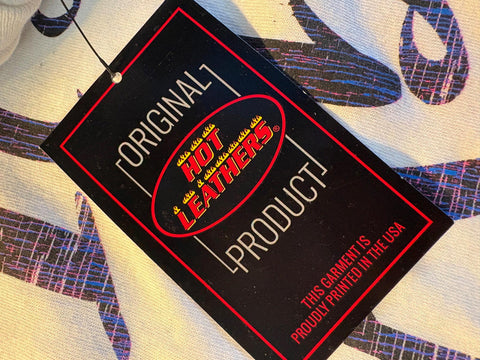 ORIGINAL
HOT
LEATHERS®
PRODUCT
THIS GARMENT IS
PROUDLY PRINTED IN THE USA